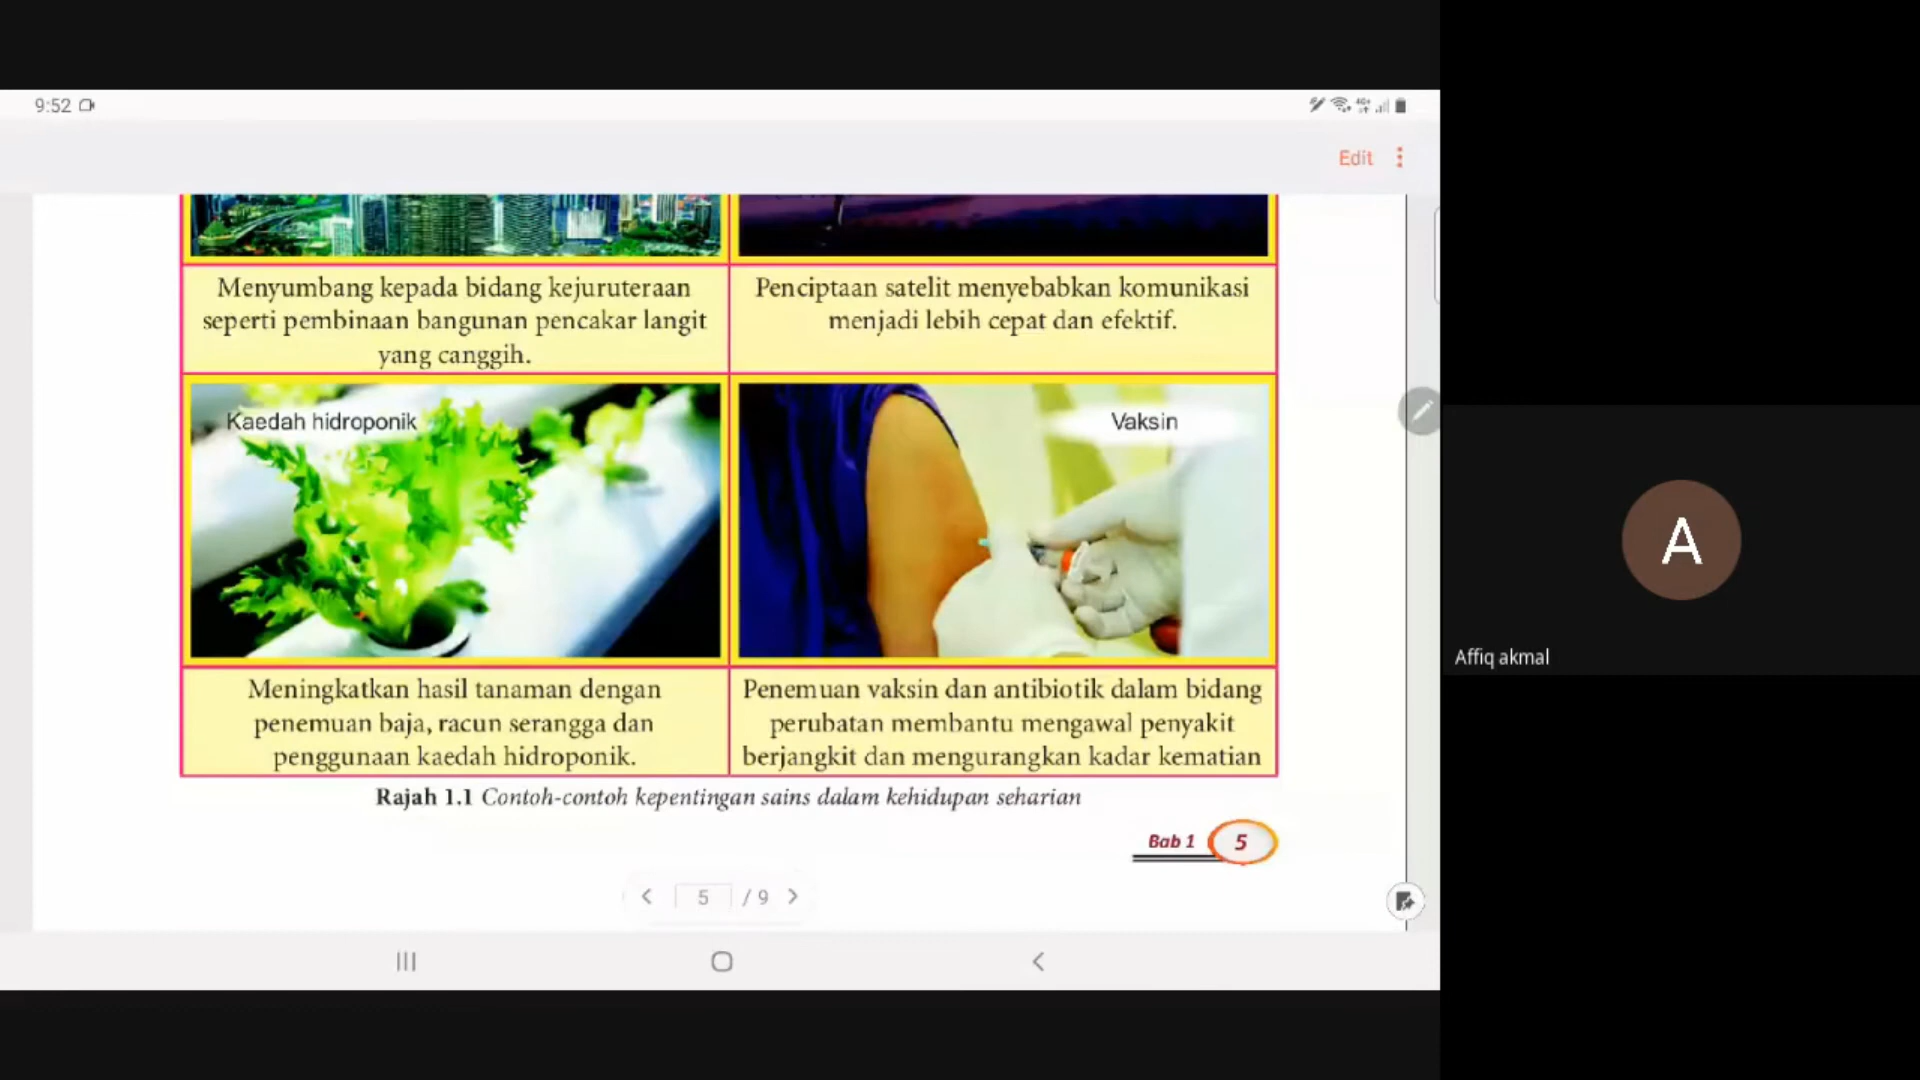 9:52
Edit
Menyumbang kepada bidang kejuruteraan
seperti pembinaan bangunan pencakar langit
yang canggih.
Penciptaan satelit menyebabkan komunikasi
menjadi lebih cepat dan efektif.
Kaedah hidroponik
Vaksin
Meningkatkan hasil tanaman dengan
penemuan baja, racun serangga dan
penggunaan kaedah hidroponik.
Penemuan vaksin dan antibiotik dalam bidang
perubatan membantu mengawal penyakit
berjangkit dan mengurangkan kadar kematian
Rajah 1.1 Contoh-contoh kepentingan sains dalam kehidupan seharian
Bab 1 5
5 / 9
A
Affiq akmal